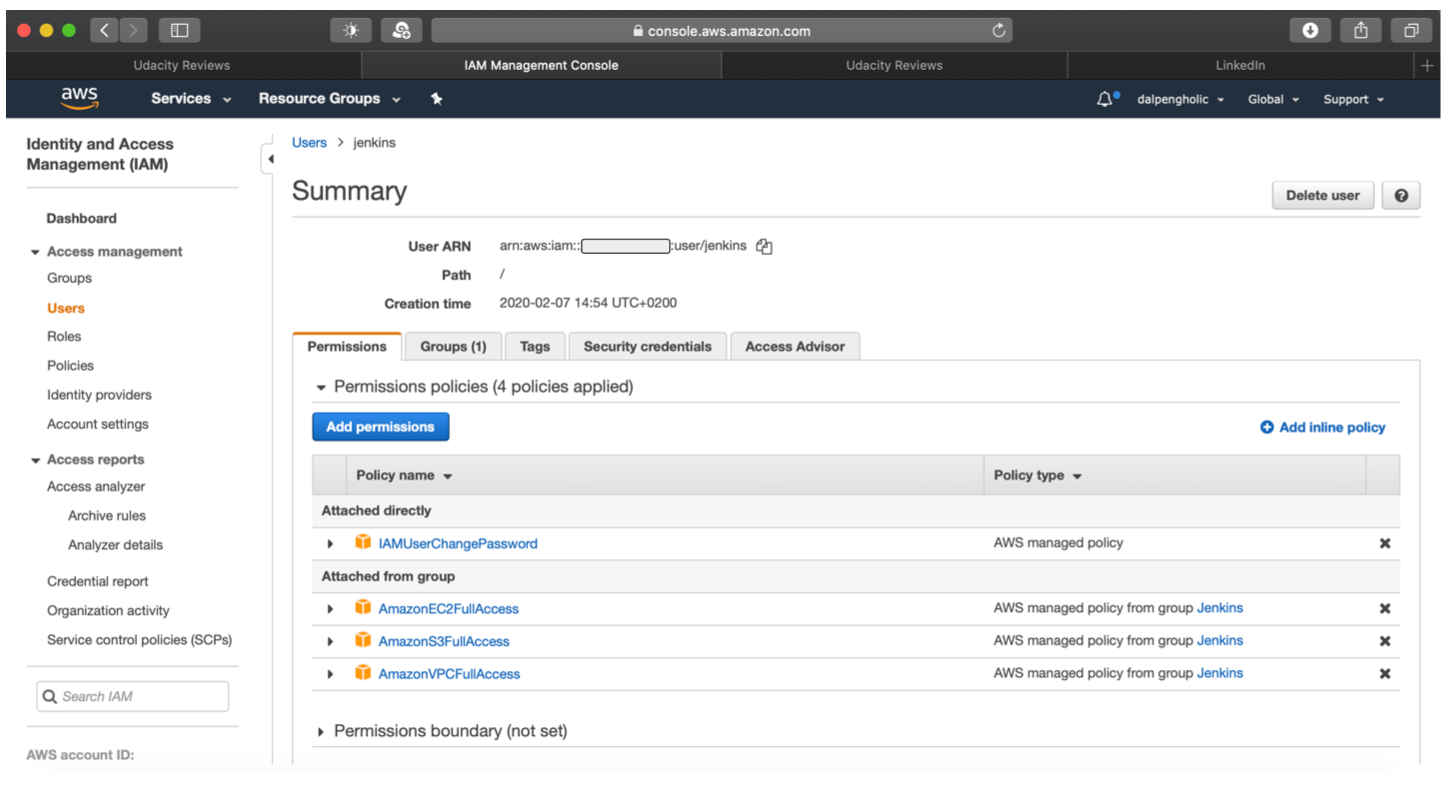 console.aws.amazon.com
Udacity Reviews IAM Management Console Udacity Reviews LinkedIn
aws Services Resource Groups dalpengholic Global Support
Identity and Access
Management (IAM)
Dashboard
Access management
Groups
Users
Roles
Policies
Identity providers
Account settings
Access reports
Access analyzer
Archive rules
Analyzer details
Credential report
Organization activity
Service control policies (SCPs)
Search IAM
AWS account ID:
Users > jenkins
Summary
Delete user
User ARN arn:aws:iam:: :user/jenkins
Path /
Creation time 2020-02-07 14:54 UTC+0200
Permissions Groups (1) Tags Security credentials Access Advisor
Permissions policies (4 policies applied)
Add permissions Add inline policy
Policy name Policy type
Attached directly
IAMUserChangePassword AWS managed policy
Attached from group
AmazonEC2FullAccess AWS managed policy from group Jenkins
AmazonS3FullAccess AWS managed policy from group Jenkins
AmazonVPCFullAccess AWS managed policy from group Jenkins
Permissions boundary (not set)